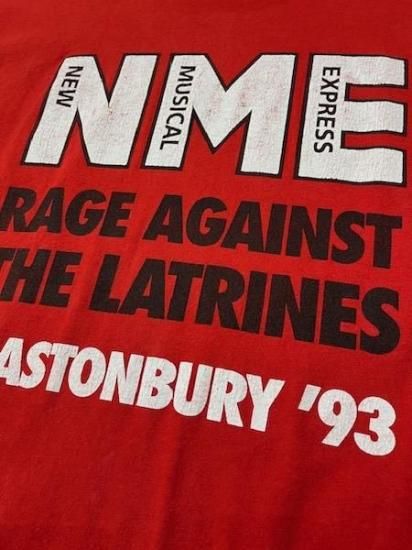 NME
NEW MUSICAL EXPRESS
RAGE AGAINST
THE LATRINES
ASTONBURY '93